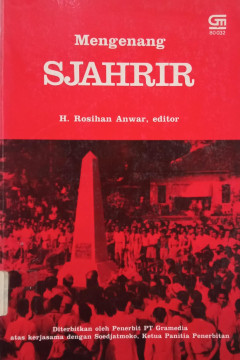 GM
80.032
Mengenang
SJAHRIR
H. Rosihan Anwar, editor
Diterbitkan oleh Penerbit PT Gramedia
atas kerjasama dengan Soedjatmoko, Ketua Panitia Penerbitan